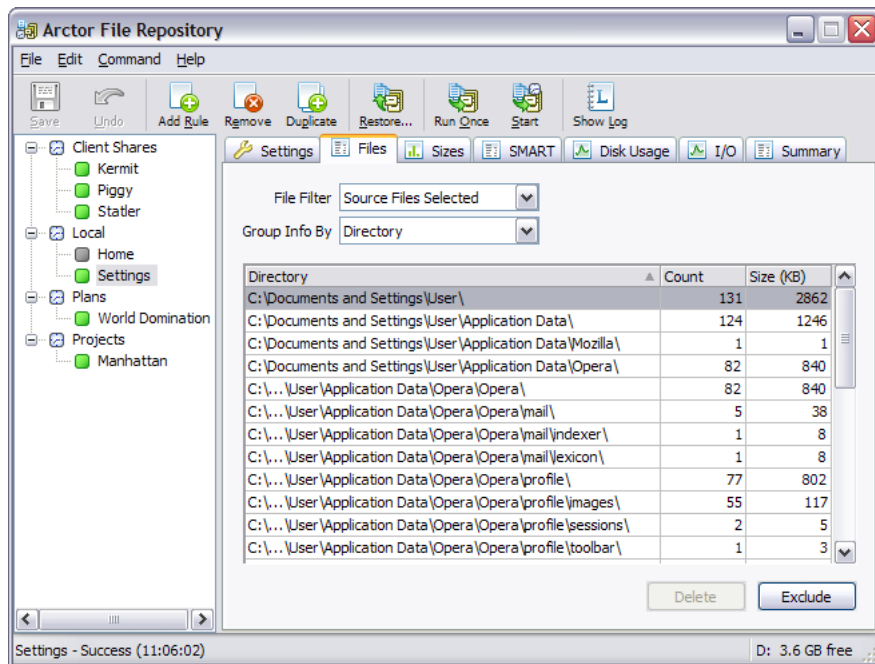 Arctor File Repository
File Edit Command Help
Save Undo Add Rule Remove Duplicate Restore... Run Once Start Show Log
Client Shares
Kermit
Piggy
Statler
Local
Home
Settings
Plans
World Domination
Projects
Manhattan
Settings Files Sizes SMART Disk Usage I/O Summary
File Filter Source Files Selected
Group Info By Directory
Directory Count Size (KB)
C:\Documents and Settings\User\ 131 2862
C:\Documents and Settings\User\Application Data\ 124 1246
C:\Documents and Settings\User\Application Data\Mozilla\ 1 1
C:\Documents and Settings\User\Application Data\Opera\ 82 840
C:\...\User\Application Data\Opera\Opera\ 82 840
C:\...\User\Application Data\Opera\Opera\mail\ 5 38
C:\...\User\Application Data\Opera\Opera\mail\indexer\ 1 8
C:\...\User\Application Data\Opera\Opera\mail\lexicon\ 1 8
C:\...\User\Application Data\Opera\Opera\profile\ 77 802
C:\...\User\Application Data\Opera\Opera\profile\images\ 55 117
C:\...\User\Application Data\Opera\Opera\profile\sessions\ 2 5
C:\...\User\Application Data\Opera\Opera\profile\toolbar\ 1 3
Delete Exclude
Settings - Success (11:06:02) D: 3.6 GB free